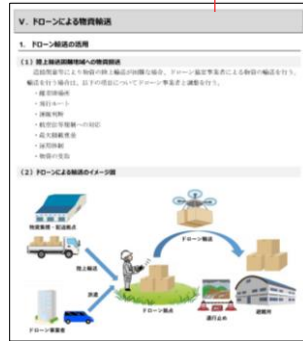 Ⅴ．ドローンによる物資輸送
1．ドローン輸送の活用
（１）陸上輸送困難地域への物資輸送
道路閉塞等により物資の陸上輸送が困難な場合、ドローン協定事業者による物資の輸送を行う。
輸送を行う場合は、以下の項目についてドローン事業者と調整を行う。
・離着陸場所
・飛行ルート
・運航判断
・航空法等規制への対応
・最大積載重量
・運用体制
・物資の受取
（２）ドローンによる輸送のイメージ図
物資集積・配送拠点
ドローン輸送
陸上輸送
派遣
ドローン拠点
通行止め
避難所
ドローン事業者